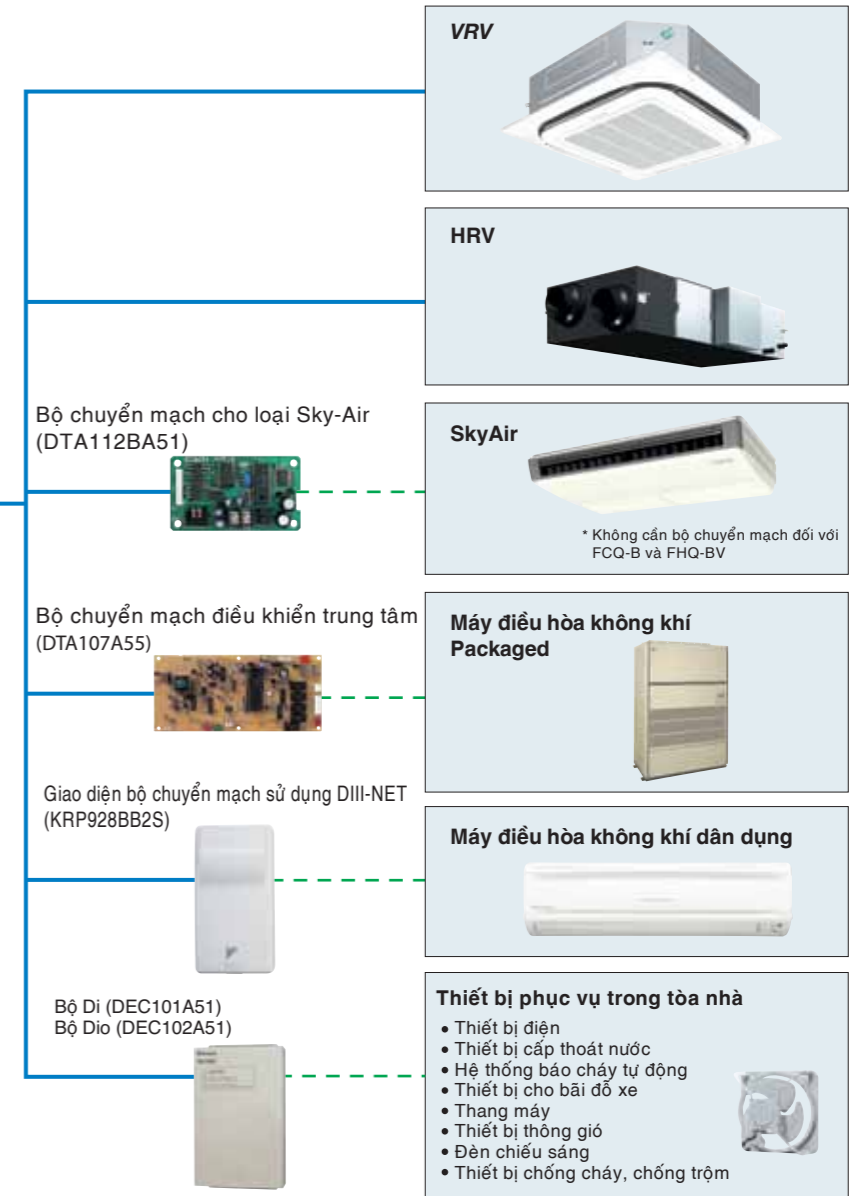 VRV
HRV
Bộ chuyển mạch cho loại Sky-Air
(DTA112BA51)
SkyAir
* Không cần bộ chuyển mạch đối với
FCQ-B và FHQ-BV
Bộ chuyển mạch điều khiển trung tâm
(DTA107A55)
Máy điều hòa không khí
Packaged
Giao diện bộ chuyển mạch sử dụng DIII-NET
(KRP928BB2S)
Máy điều hòa không khí dân dụng
Bộ Di (DEC101A51)
Bộ Dio (DEC102A51)
Thiết bị phục vụ trong tòa nhà
• Thiết bị điện
• Thiết bị cấp thoát nước
• Hệ thống báo cháy tự động
• Thiết bị cho bãi đỗ xe
• Thang máy
• Thiết bị thông gió
• Đèn chiếu sáng
• Thiết bị chống cháy, chống trộm